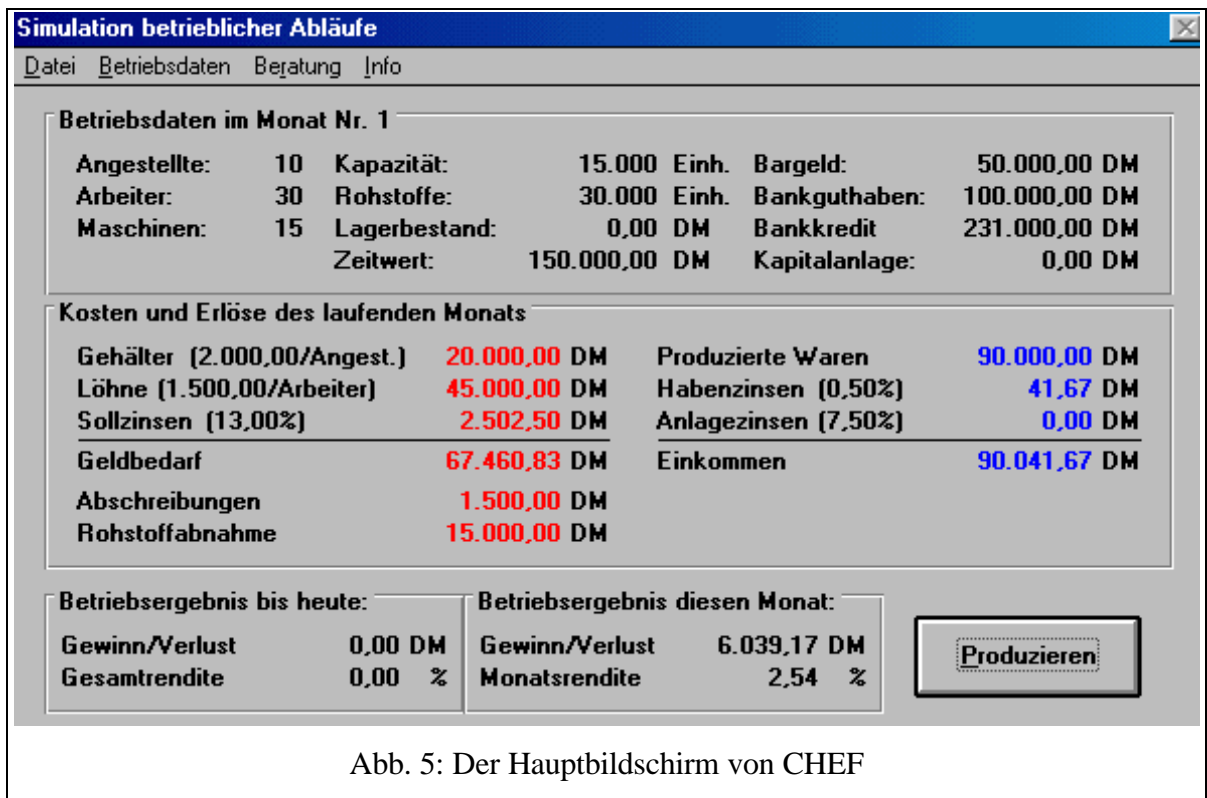 Simulation betrieblicher Abläufe
Datei Betriebsdaten Beratung Info
Betriebsdaten im Monat Nr. 1
Angestellte: 10 Kapazität: 15.000 Einh. Bargeld: 50.000,00 DM
Arbeiter: 30 Rohstoffe: 30.000 Einh. Bankguthaben: 100.000,00 DM
Maschinen: 15 Lagerbestand: 0,00 DM Bankkredit 231.000,00 DM
Zeitwert: 150.000,00 DM Kapitalanlage: 0,00 DM
Kosten und Erlöse des laufenden Monats
Gehälter (2.000,00/Angest.) 20.000,00 DM Produzierte Waren 90.000,00 DM
Löhne (1.500,00/Arbeiter) 45.000,00 DM Habenzinsen (0,50%) 41,67 DM
Sollzinsen (13,00%) 2.502,50 DM Anlagezinsen (7,50%) 0,00 DM
Geldbedarf 67.460,83 DM Einkommen 90.041,67 DM
Abschreibungen 1.500,00 DM
Rohstoffabnahme 15.000,00 DM
Betriebsergebnis bis heute: Betriebsergebnis diesen Monat:
Gewinn/Verlust 0,00 DM Gewinn/Verlust 6.039,17 DM
Produzieren
Gesamtrendite 0,00 % Monatsrendite 2,54 %
Abb. 5: Der Hauptbildschirm von CHEF